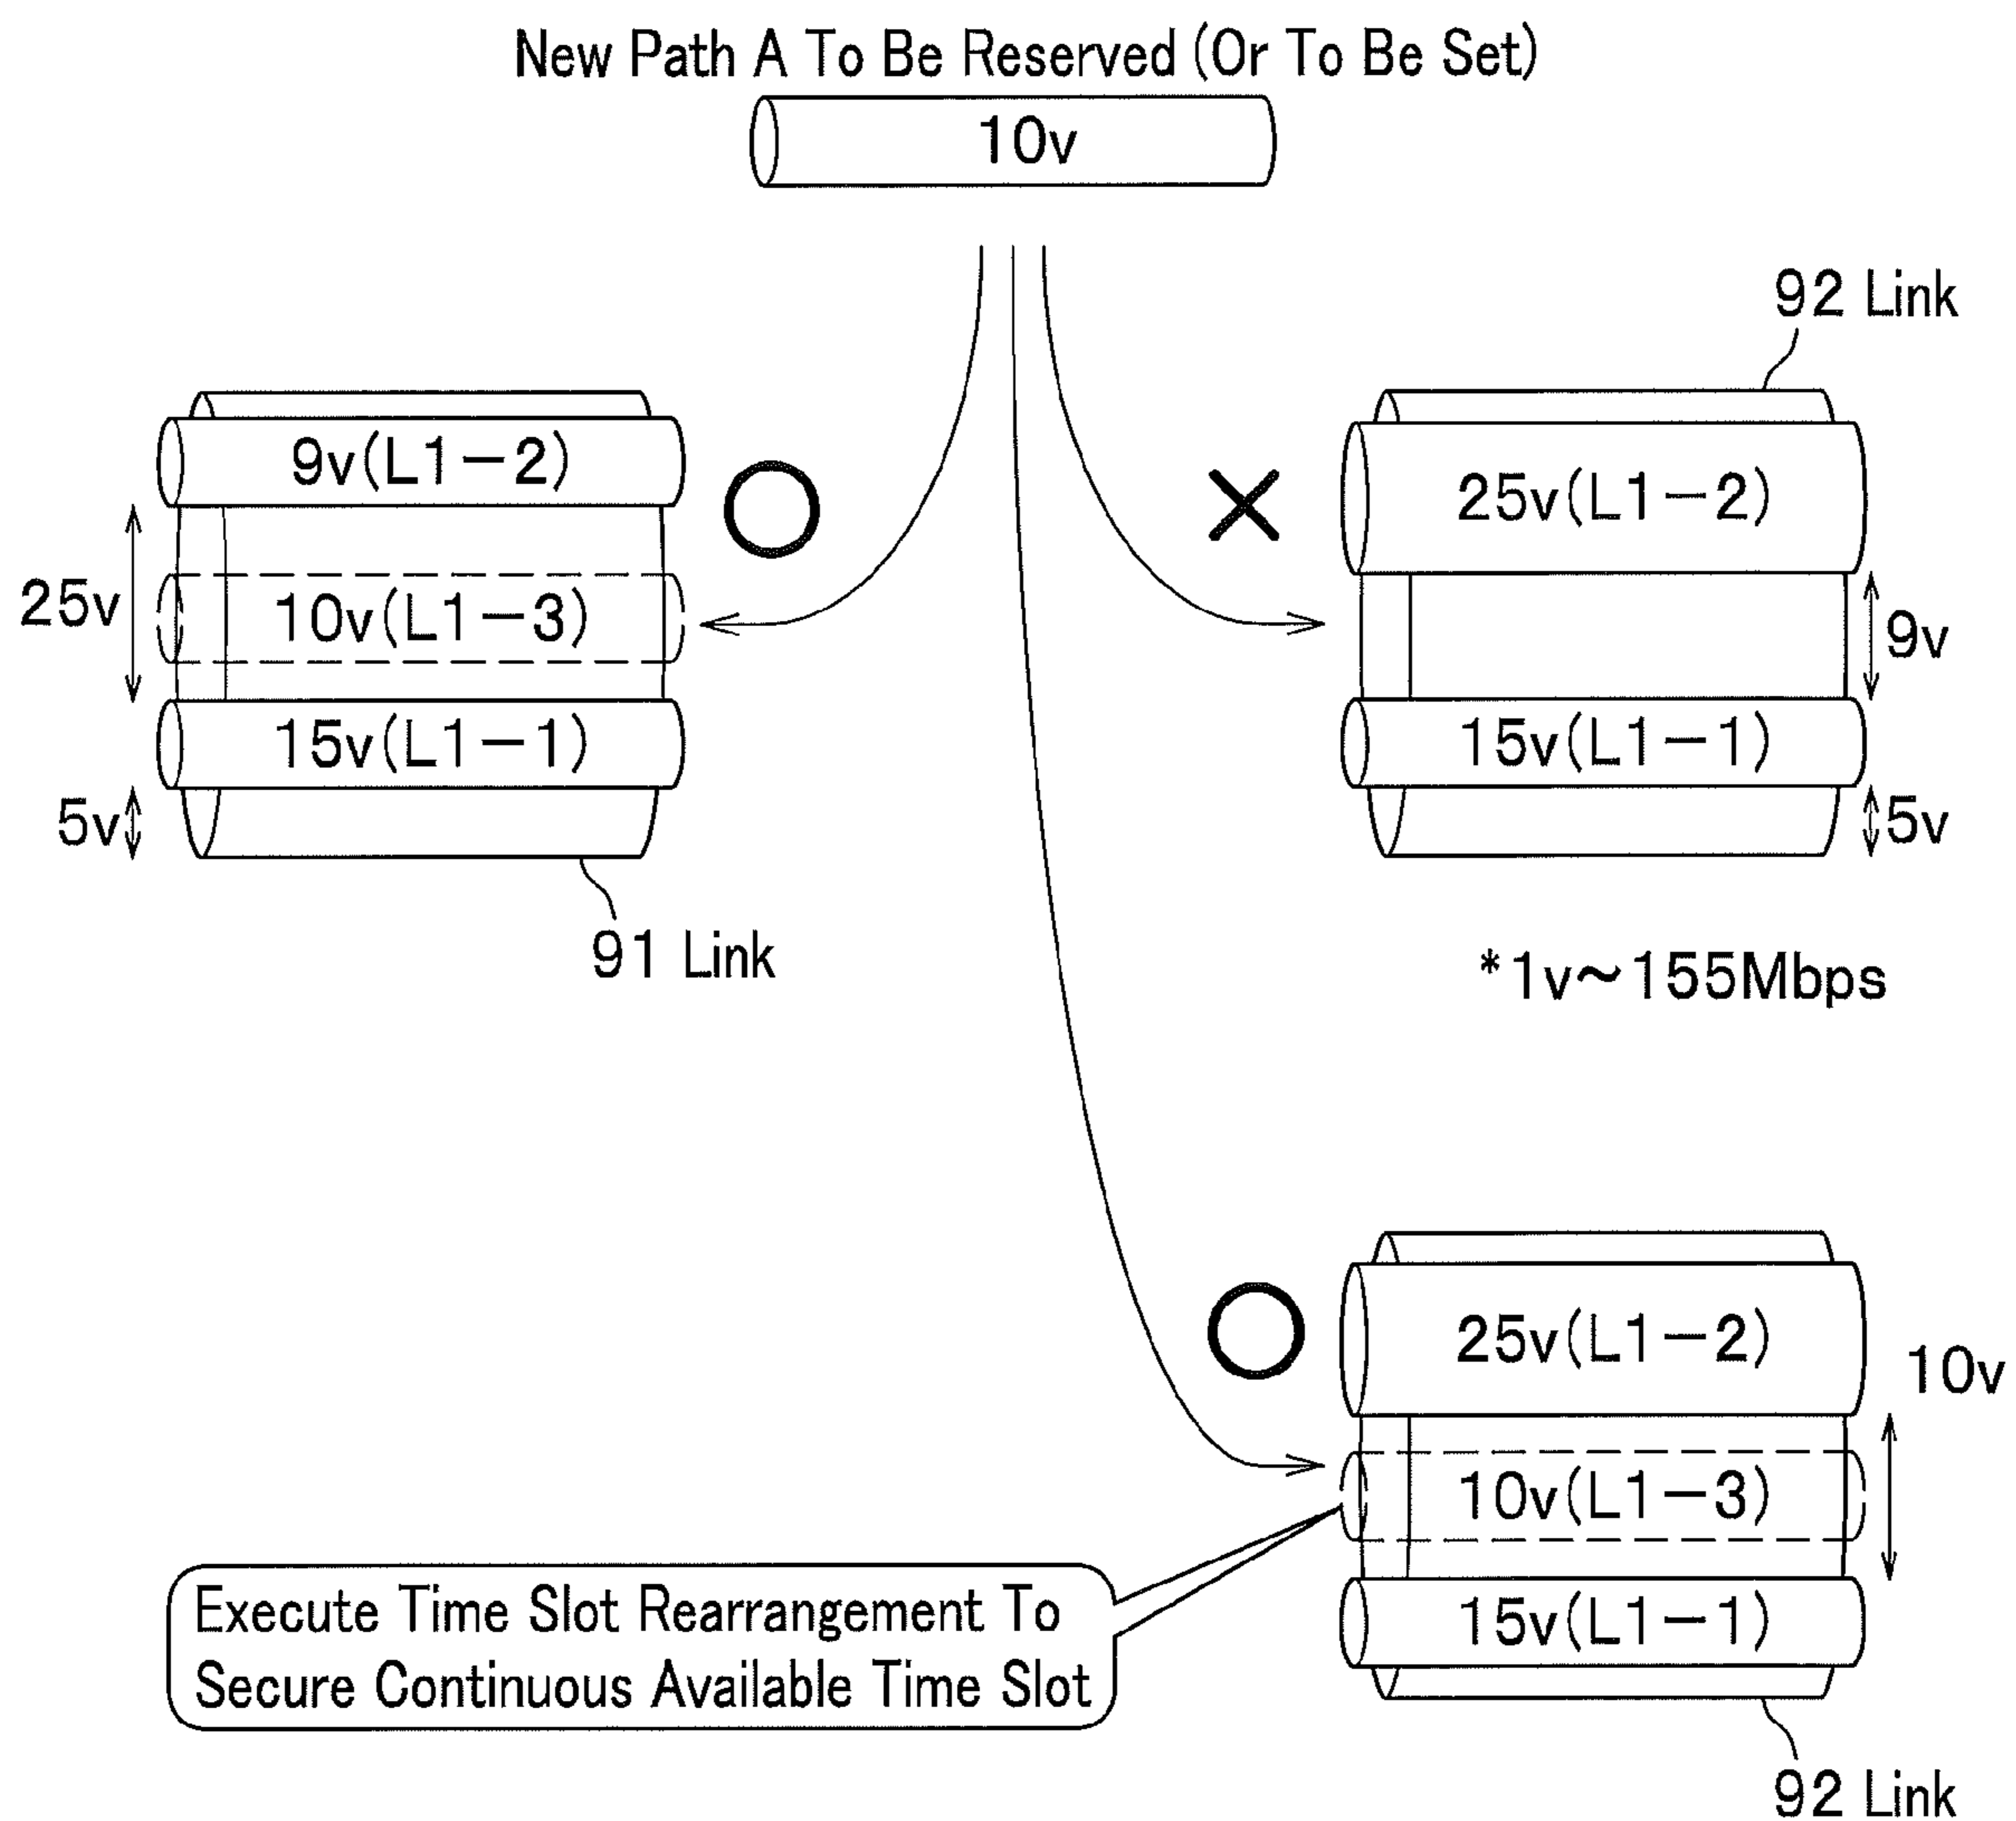 New Path A To Be Reserved (Or To Be Set)
10v
92 Link
9v(L1-2)
25v
10v(L1-3)
15v(L1-1)
5v
91 Link
25v(L1-2)
9v
15v(L1-1)
5v
*1v~155Mbps
25v(L1-2)
10v
10v(L1-3)
15v(L1-1)
Execute Time Slot Rearrangement To
Secure Continuous Available Time Slot
92 Link